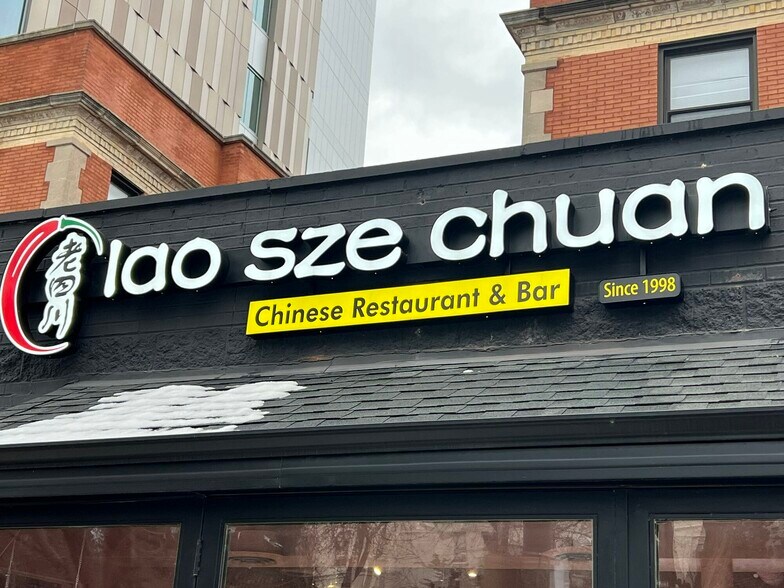 老四川
lao sze chuan
Chinese Restaurant & Bar
Since 1998